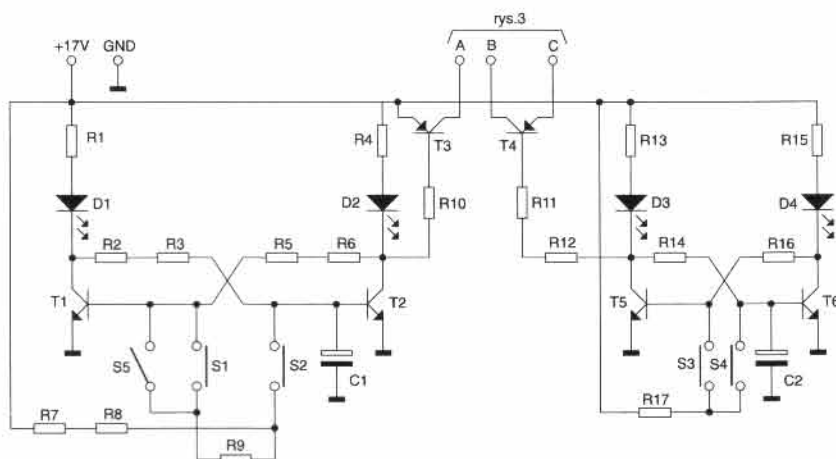 rys.3
+17V GND A B C
R1 R4 T3 T4 R13 R15
D1 D2 R10 R11 D3 D4
R2 R3 R5 R6 R12 R14 R16
T1 T2 T5 T6
S5 S1 S2 C1 S3 S4 C2
R7 R8 R9 R17